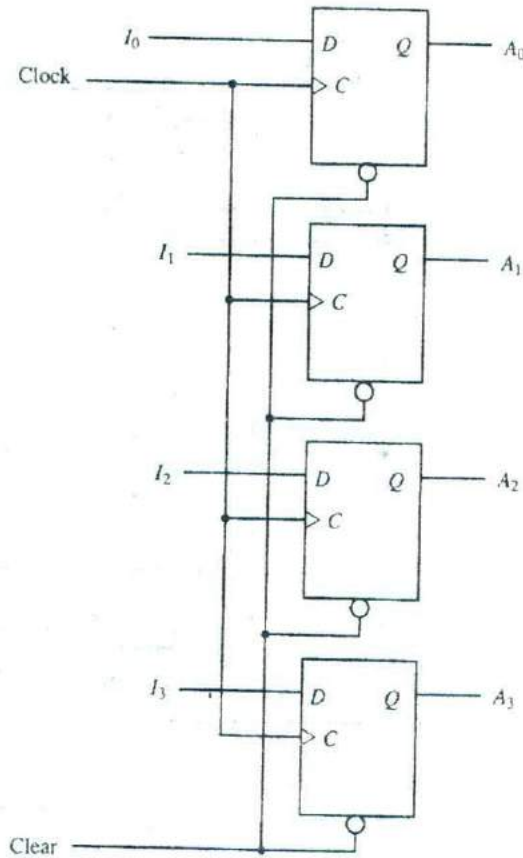 I₀ D Q A₀
Clock C
I₁ D Q A₁
C
I₂ D Q A₂
C
I₃ D Q A₃
C
Clear